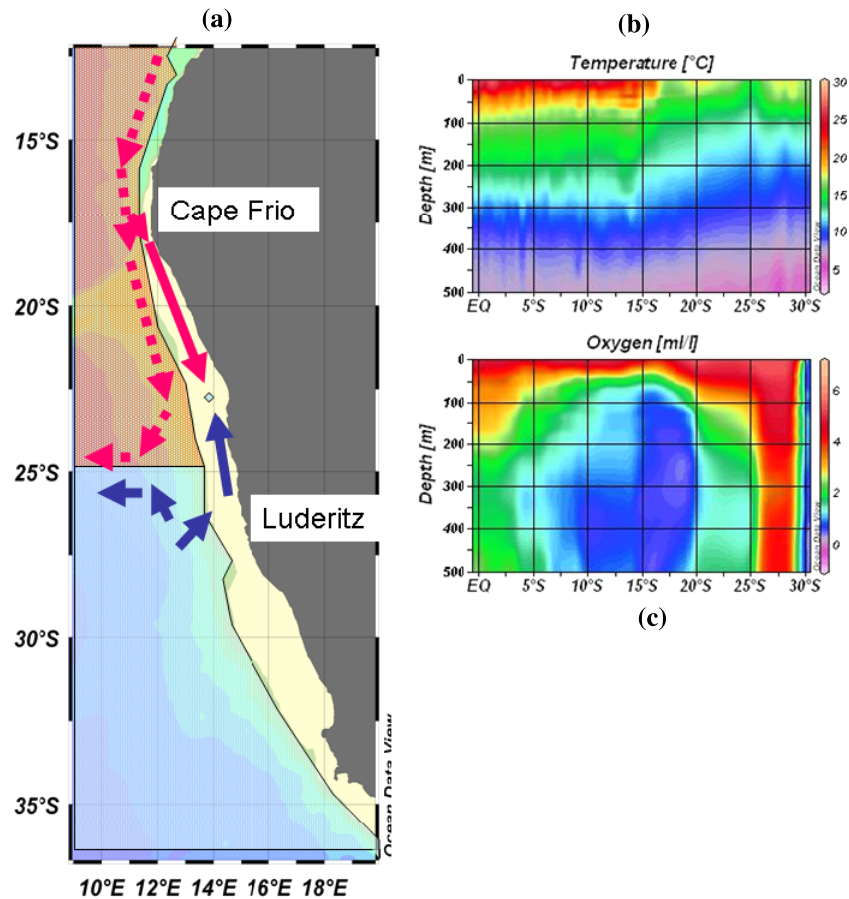 (a)
15°S
20°S
25°S
30°S
35°S
10°E 12°E 14°E 16°E 18°E
Cape Frio
Luderitz
Ocean Data View
(b)
Temperature [°C]
Depth [m]
0
100
200
300
400
500
EQ 5°S 10°S 15°S 20°S 25°S 30°S
30
25
20
15
10
5
Ocean Data View
Oxygen [ml/l]
Depth [m]
0
100
200
300
400
500
EQ 5°S 10°S 15°S 20°S 25°S 30°S
6
4
2
0
Ocean Data View
(c)